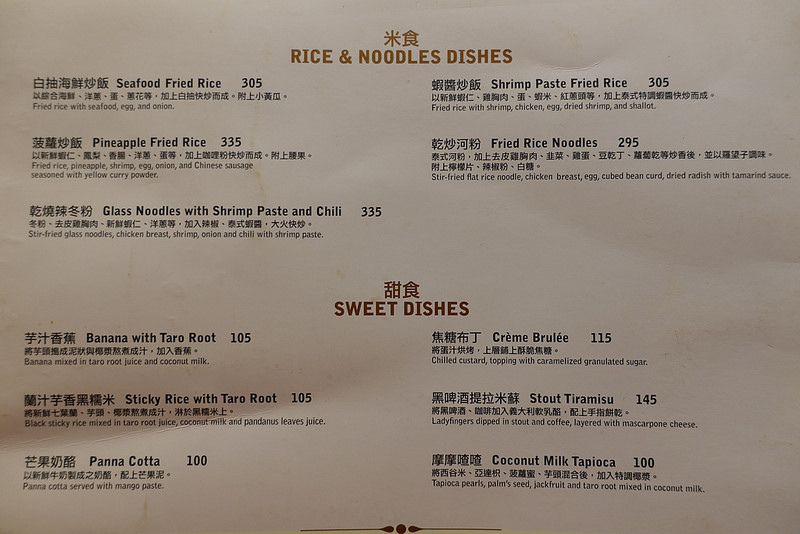 米食
RICE & NOODLES DISHES
白抽海鮮炒飯 Seafood Fried Rice 305
以綜合海鮮、洋蔥、蛋、蔥花等。加上白抽快炒而成。附上小黃瓜。
Fried rice with seafood, egg, and onion.
菠蘿炒飯 Pineapple Fried Rice 335
以新鮮蝦仁、鳳梨、香腸、洋蔥、蛋等，加上咖哩粉快炒而成。附上腰果。
Fried rice, pineapple, shrimp, egg, onion, and Chinese sausage
seasoned with yellow curry powder.
乾燒辣冬粉 Glass Noodles with Shrimp Paste and Chili 335
冬粉、去皮雞胸肉、新鮮蝦仁、洋蔥等，加入辣椒、泰式蝦醬，大火快炒。
Stir-fried glass noodles, chicken breast, shrimp, onion and chili with shrimp paste.
蝦醬炒飯 Shrimp Paste Fried Rice 305
以新鮮蝦仁、雞胸肉、蛋、蝦米、紅蔥頭等，加上泰式特調蝦醬快炒而成。
Fried rice with shrimp, chicken, egg, dried shrimp, and shallot.
乾炒河粉 Fried Rice Noodles 295
泰式河粉，加上去皮雞胸肉、韭菜、雞蛋、豆乾丁、蘿蔔乾等炒香後，並以羅望子調味。
附上檸檬片、辣椒粉、白糖。
Stir-fried flat rice noodle, chicken breast, egg, cubed bean curd, dried radish with tamarind sauce.
甜食
SWEET DISHES
芋汁香蕉 Banana with Taro Root 105
將芋頭搗成泥狀與椰漿熬煮成汁，加入香蕉。
Banana mixed in taro root juice and coconut milk.
蘭汁芋香黑糯米 Sticky Rice with Taro Root 105
將新鮮七葉蘭、芋頭、椰漿熬煮成汁，淋於黑糯米上。
Black sticky rice mixed in taro root juice, coconut milk and pandanus leaves juice.
芒果奶酪 Panna Cotta 100
以新鮮牛奶製成之奶酪，配上芒果泥。
Panna cotta served with mango paste.
焦糖布丁 Crème Brulée 115
將蛋汁烘烤，上層鋪上酥脆焦糖。
Chilled custard, topping with caramelized granulated sugar.
黑啤酒提拉米蘇 Stout Tiramisu 145
將黑啤酒、咖啡加入義大利軟乳酪，配上手指餅乾。
Ladyfingers dipped in stout and coffee, layered with mascarpone cheese.
摩摩喳喳 Coconut Milk Tapioca 100
將西谷米、亞達枳、菠蘿蜜、芋頭混合後，加入特調椰漿。
Tapioca pearls, palm's seed, jackfruit and taro root mixed in coconut milk.